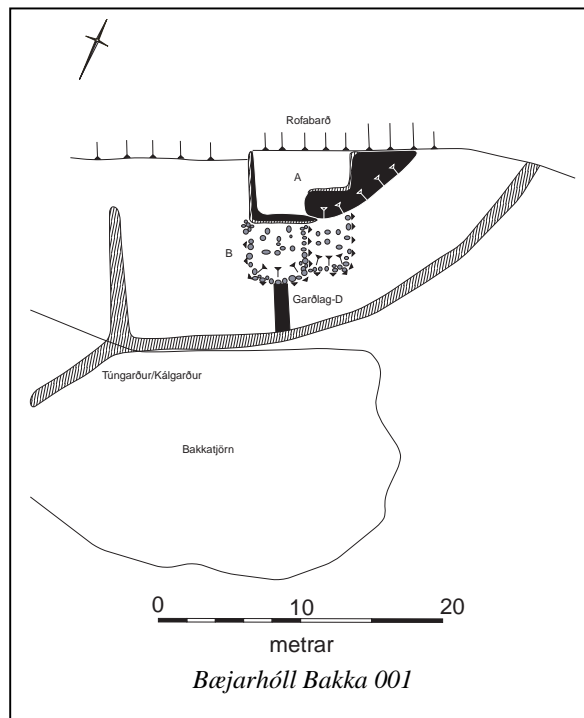 Rofabarð
A
B
Garðlag-D
Túngarður/Kálgarður
Bakkatjörn
0 10 20
metrar
Bæjarhóll Bakka 001